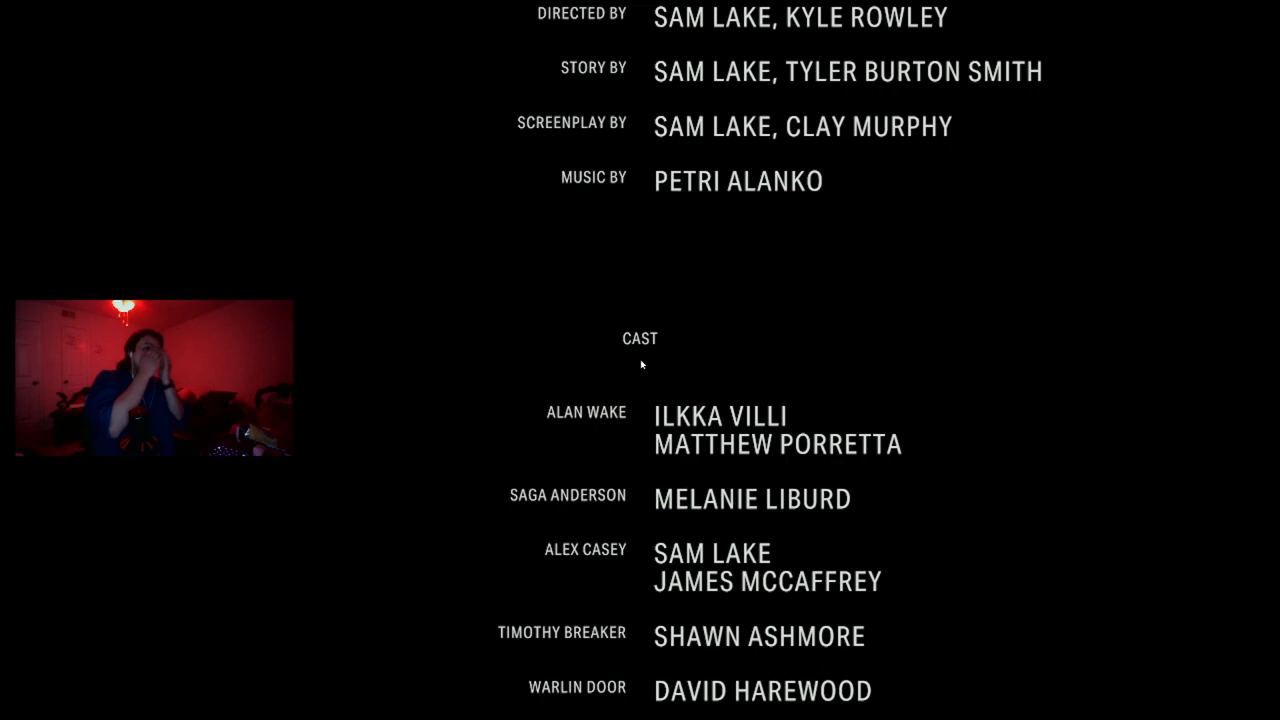 DIRECTED BY SAM LAKE, KYLE ROWLEY
STORY BY SAM LAKE, TYLER BURTON SMITH
SCREENPLAY BY SAM LAKE, CLAY MURPHY
MUSIC BY PETRI ALANKO
CAST
ALAN WAKE ILKKA VILLI
MATTHEW PORRETTA
SAGA ANDERSON MELANIE LIBURD
ALEX CASEY SAM LAKE
JAMES MCCAFFREY
TIMOTHY BREAKER SHAWN ASHMORE
WARLIN DOOR DAVID HAREWOOD